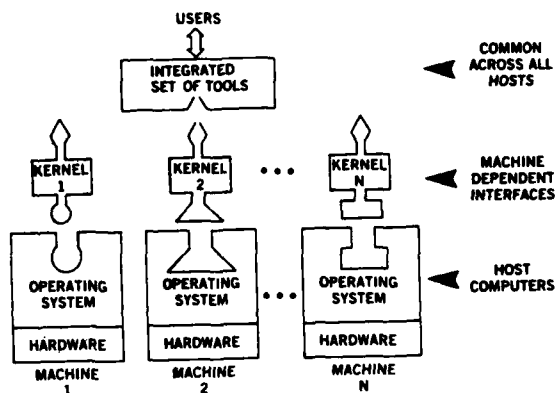 USERS
INTEGRATED
SET OF TOOLS
COMMON
ACROSS ALL
HOSTS
KERNEL
1
KERNEL
2
KERNEL
N
MACHINE
DEPENDENT
INTERFACES
OPERATING
SYSTEM
OPERATING
SYSTEM
OPERATING
SYSTEM
HOST
COMPUTERS
HARDWARE
HARDWARE
HARDWARE
MACHINE
1
MACHINE
2
MACHINE
N